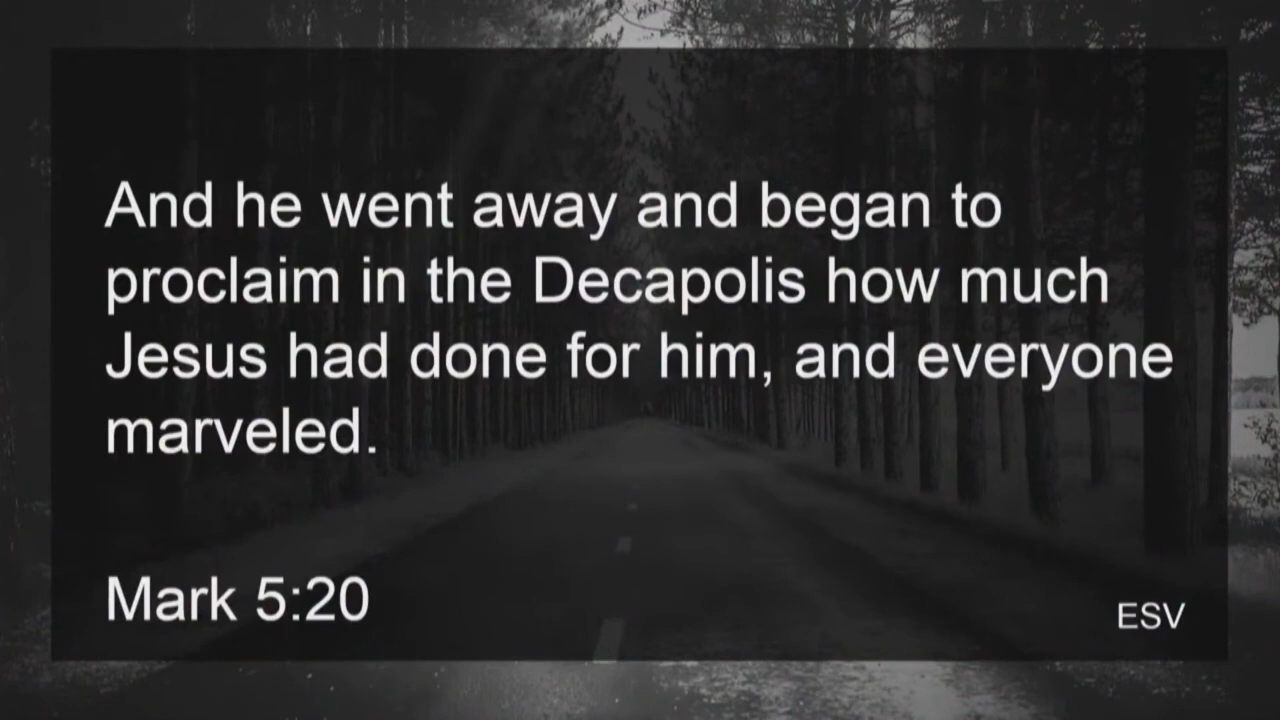 And he went away and began to
proclaim in the Decapolis how much
Jesus had done for him, and everyone
marveled.
Mark 5:20
ESV